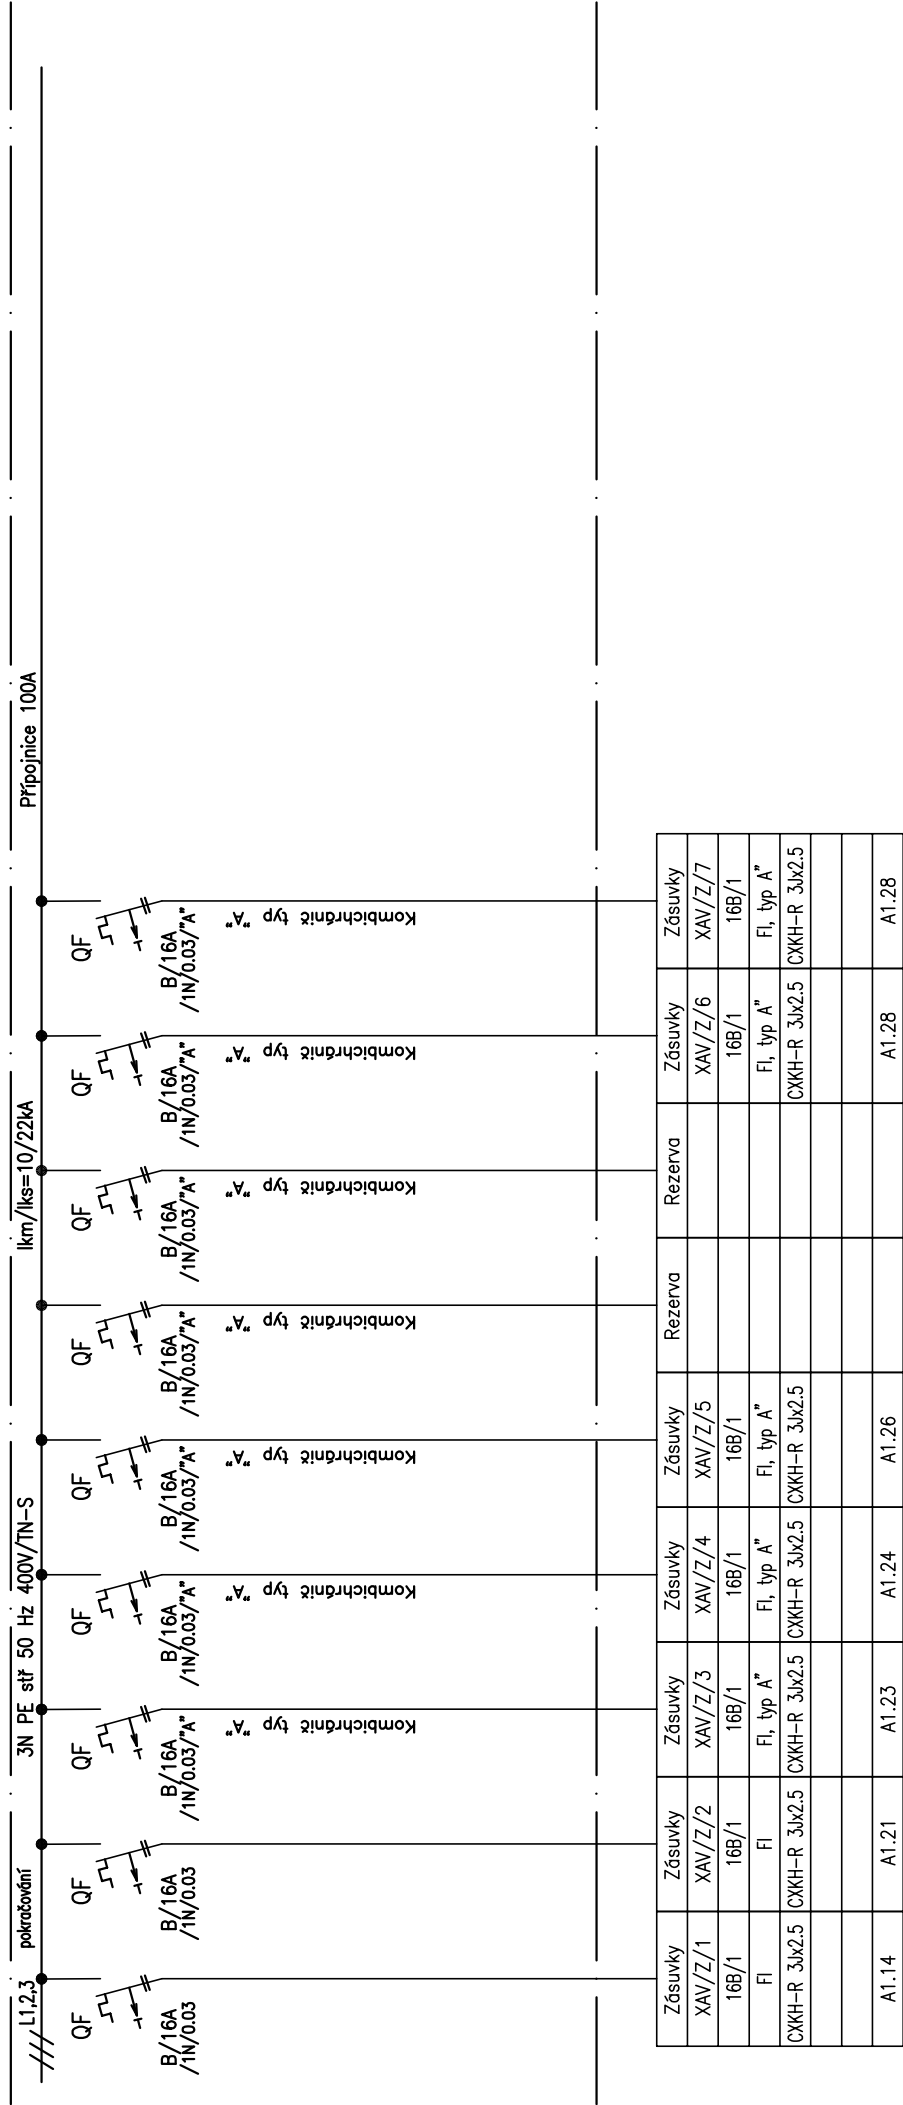 L1,2,3 pokračování 3N PE stř 50 Hz 400V/TN-S Ikm/Iks=10/22kA Přípojnice 100A
QF QF QF QF QF QF QF QF QF
B/16A
/1N/0.03
B/16A
/1N/0.03
B/16A
/1N/0.03/"A"
Kombichránič typ "A"
B/16A
/1N/0.03/"A"
Kombichránič typ "A"
B/16A
/1N/0.03/"A"
Kombichránič typ "A"
B/16A
/1N/0.03/"A"
Kombichránič typ "A"
B/16A
/1N/0.03/"A"
Kombichránič typ "A"
B/16A
/1N/0.03/"A"
Kombichránič typ "A"
B/16A
/1N/0.03/"A"
Kombichránič typ "A"
Zásuvky Zásuvky Zásuvky Zásuvky Zásuvky Rezerva Rezerva Zásuvky Zásuvky
XAV/Z/1 XAV/Z/2 XAV/Z/3 XAV/Z/4 XAV/Z/5 XAV/Z/6 XAV/Z/7
16B/1 16B/1 16B/1 16B/1 16B/1 16B/1 16B/1
FI FI FI, typ A" FI, typ A" FI, typ A" FI, typ A" FI, typ A"
CXKH-R 3Jx2.5 CXKH-R 3Jx2.5 CXKH-R 3Jx2.5 CXKH-R 3Jx2.5 CXKH-R 3Jx2.5 CXKH-R 3Jx2.5 CXKH-R 3Jx2.5
A1.14 A1.21 A1.23 A1.24 A1.26 A1.28 A1.28